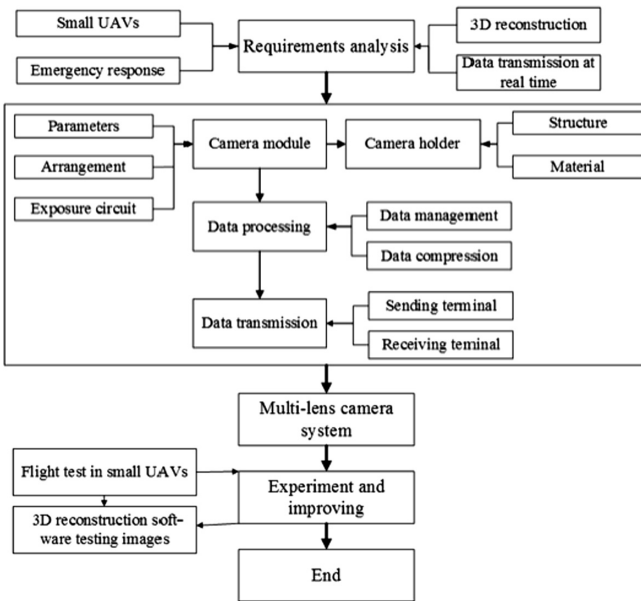 Small UAVs
Emergency response
Requirements analysis
3D reconstruction
Data transmission at
real time
Parameters
Arrangement
Exposure circuit
Camera module
Camera holder
Structure
Material
Data processing
Data management
Data compression
Data transmission
Sending terminal
Receiving teminal
Multi-lens camera
system
Flight test in small UAVs
3D reconstruction soft-
ware testing images
Experiment and
improving
End